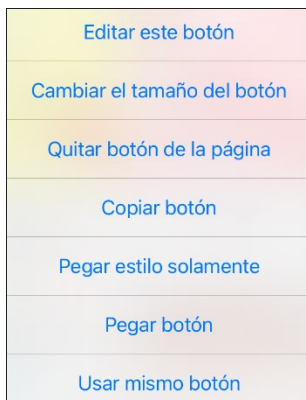 Editar este botón
Cambiar el tamaño del botón
Quitar botón de la página
Copiar botón
Pegar estilo solamente
Pegar botón
Usar mismo botón